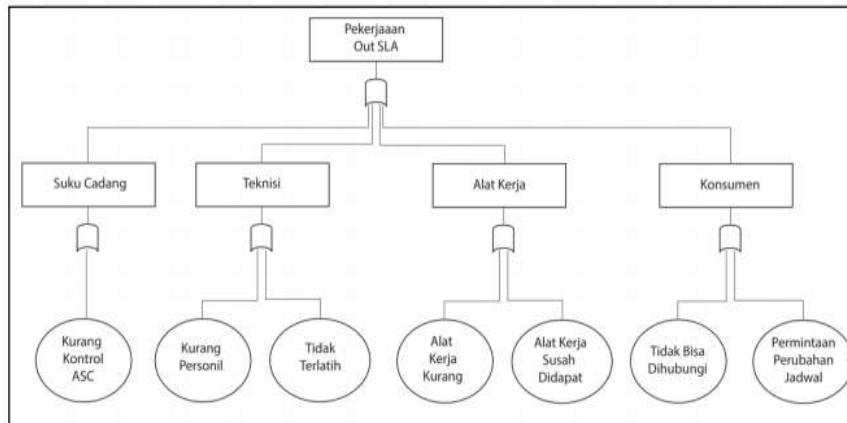 Pekerjaaan
Out SLA
Suku Cadang
Teknisi
Alat Kerja
Konsumen
Kurang
Kontrol
ASC
Kurang
Personil
Tidak
Terlatih
Alat
Kerja
Kurang
Alat Kerja
Susah
Didapat
Tidak Bisa
Dihubungi
Permintaan
Perubahan
Jadwal